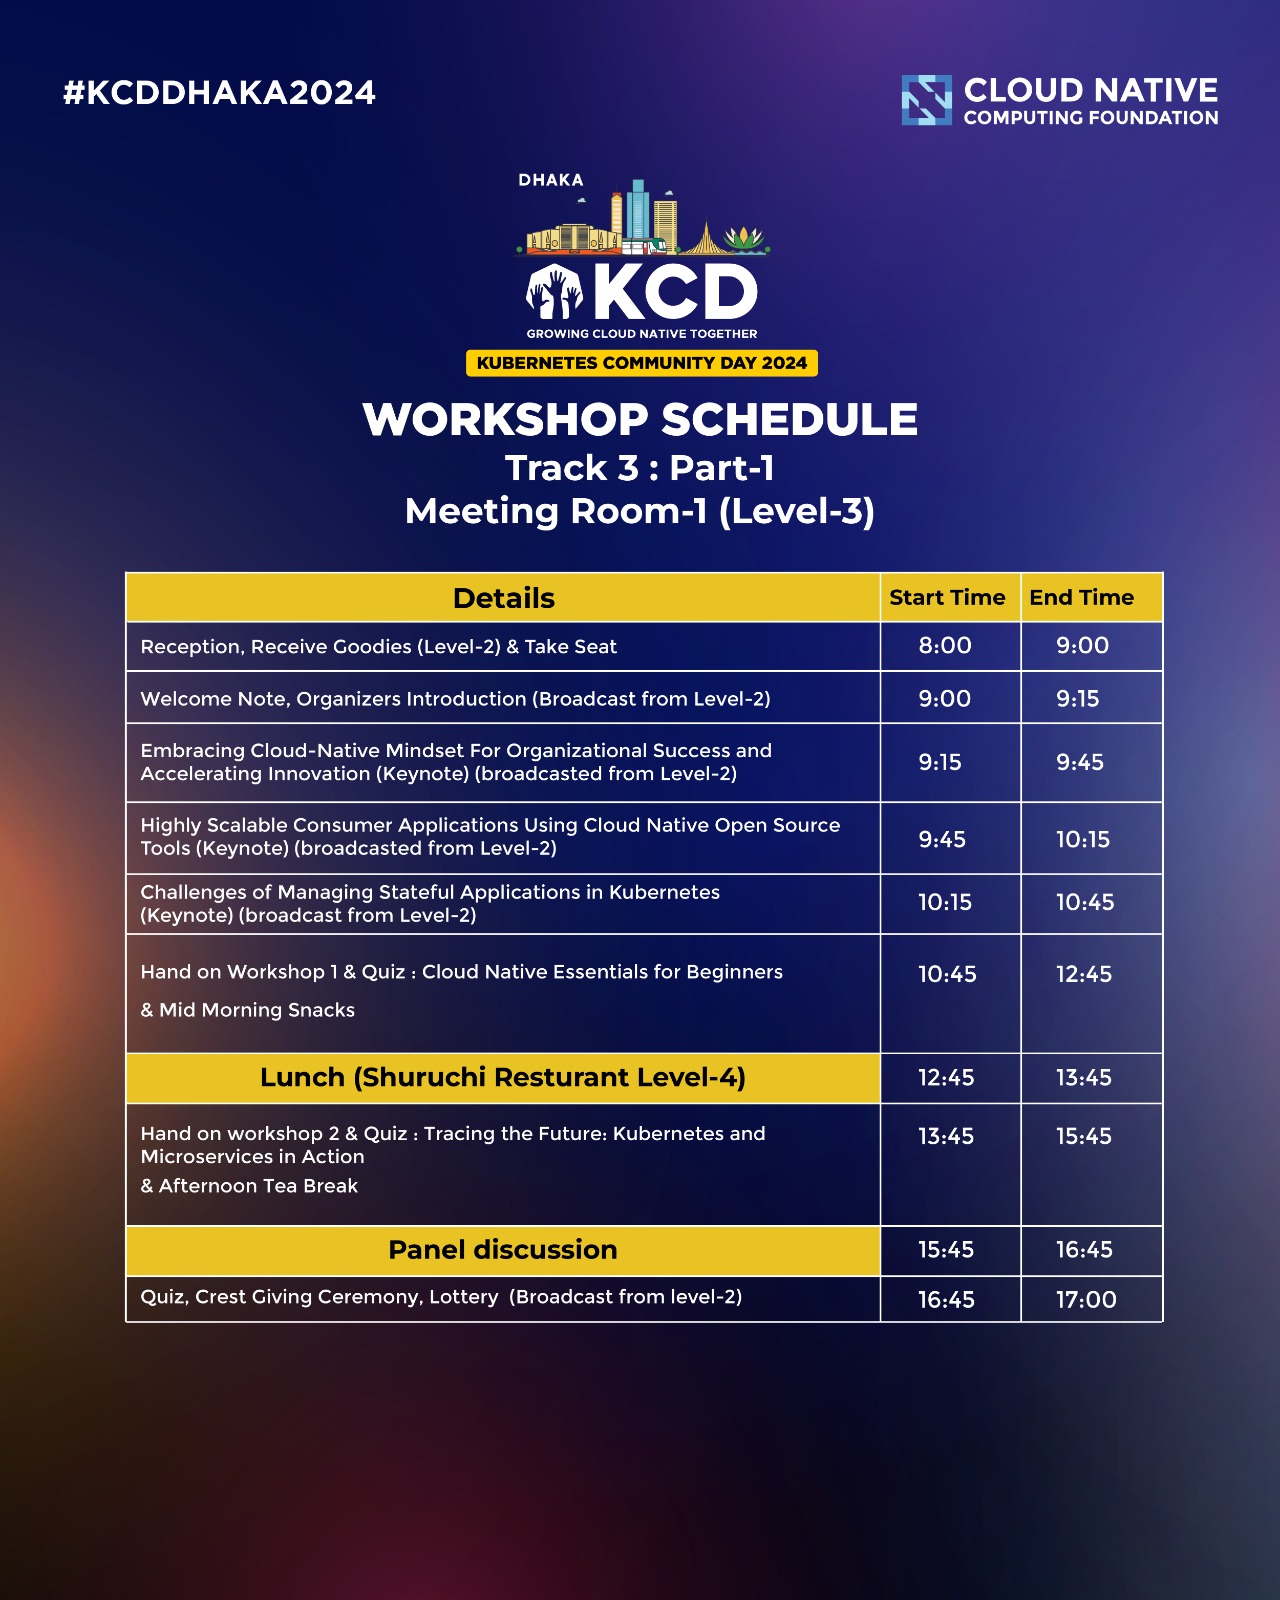 #KCDDHAKA2024
CLOUD NATIVE
COMPUTING FOUNDATION
DHAKA
KCD
GROWING CLOUD NATIVE TOGETHER
KUBERNETES COMMUNITY DAY 2024
WORKSHOP SCHEDULE
Track 3 : Part-1
Meeting Room-1 (Level-3)
Details Start Time End Time
Reception, Receive Goodies (Level-2) & Take Seat 8:00 9:00
Welcome Note, Organizers Introduction (Broadcast from Level-2) 9:00 9:15
Embracing Cloud-Native Mindset For Organizational Success and
Accelerating Innovation (Keynote) (broadcasted from Level-2) 9:15 9:45
Highly Scalable Consumer Applications Using Cloud Native Open Source
Tools (Keynote) (broadcasted from Level-2) 9:45 10:15
Challenges of Managing Stateful Applications in Kubernetes
(Keynote) (broadcast from Level-2) 10:15 10:45
Hand on Workshop 1 & Quiz : Cloud Native Essentials for Beginners 10:45 12:45
& Mid Morning Snacks
Lunch (Shuruchi Resturant Level-4) 12:45 13:45
Hand on workshop 2 & Quiz : Tracing the Future: Kubernetes and 13:45 15:45
Microservices in Action
& Afternoon Tea Break
Panel discussion 15:45 16:45
Quiz, Crest Giving Ceremony, Lottery (Broadcast from level-2) 16:45 17:00